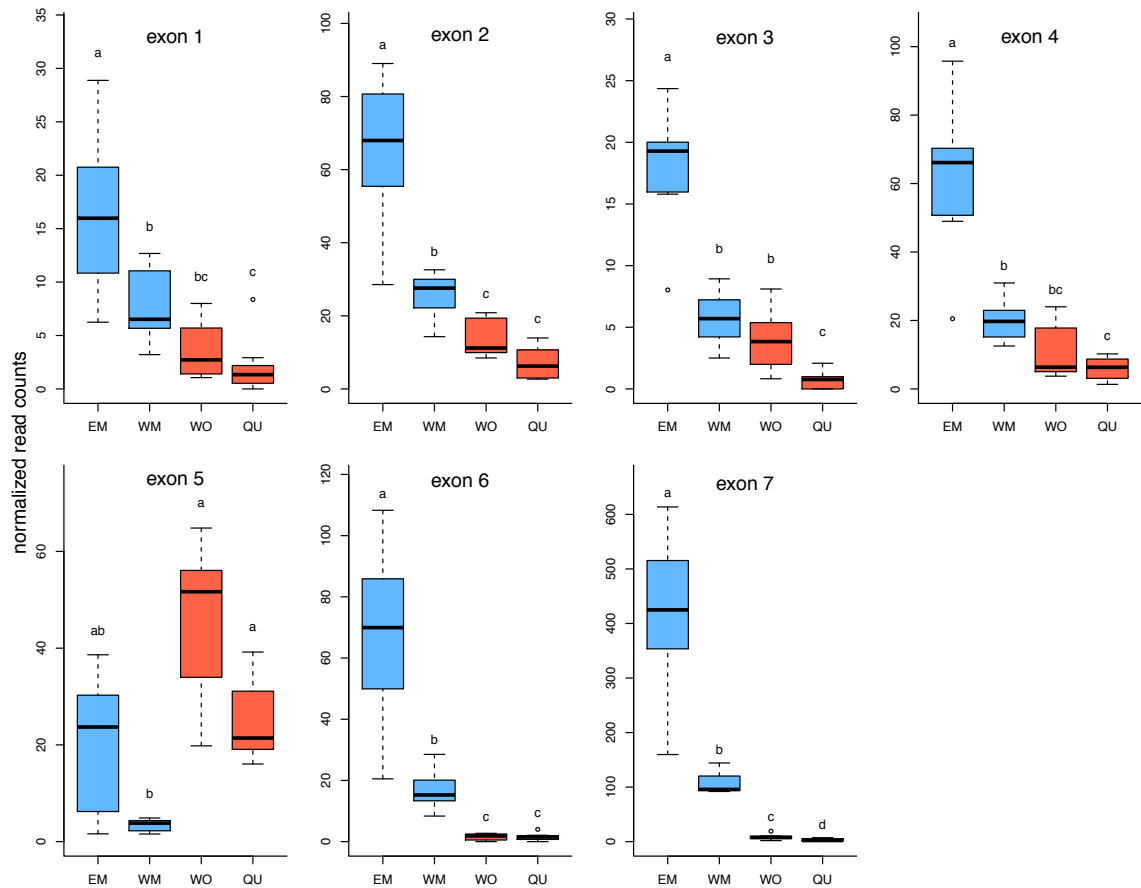 normalized read counts
exon 1
35
30
25
20
15
10
5
0
a
b
bc
c
EM WM WO QU
exon 2
100
80
60
40
20
0
a
b
c
c
EM WM WO QU
exon 3
30
25
20
15
10
5
0
a
b
b
c
EM WM WO QU
exon 4
100
80
60
40
20
0
a
b
bc
c
EM WM WO QU
exon 5
60
40
20
0
ab
b
a
a
EM WM WO QU
exon 6
120
100
80
60
40
20
0
a
b
c
c
EM WM WO QU
exon 7
600
500
400
300
200
100
0
a
b
c
d
EM WM WO QU